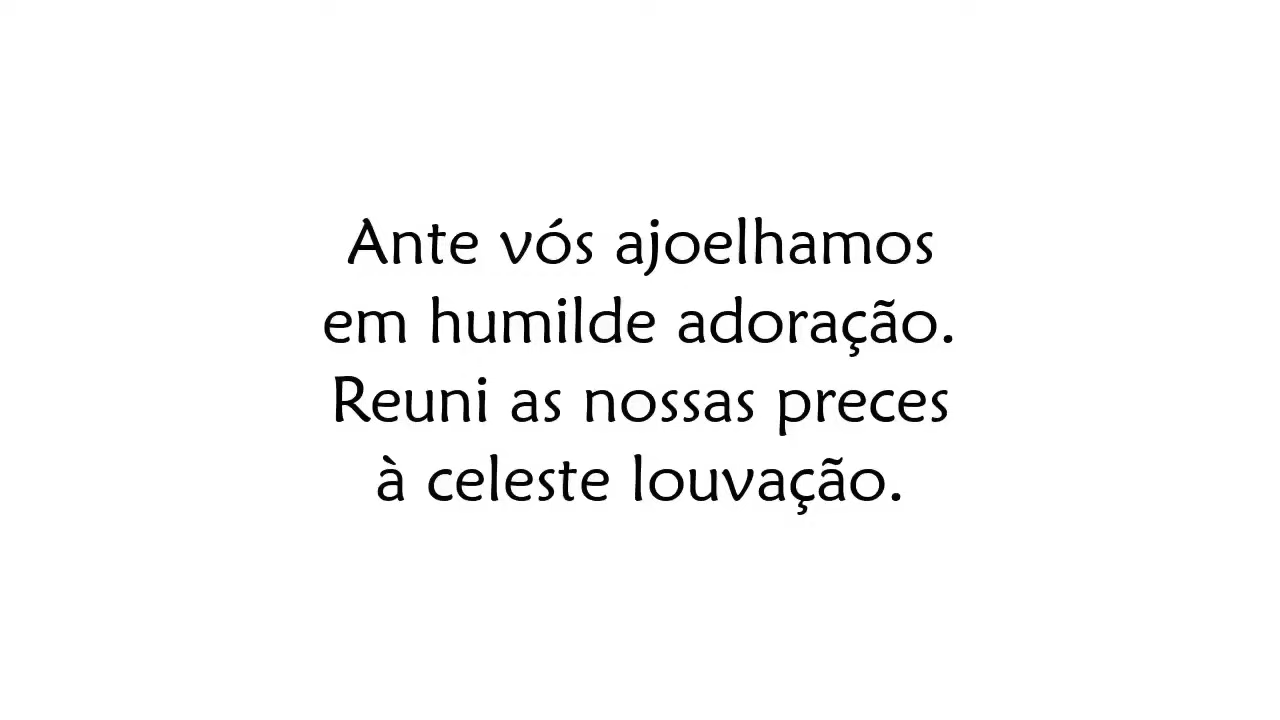 Ante vós ajoelhamos
em humilde adoração.
Reuni as nossas preces
à celeste louvação.